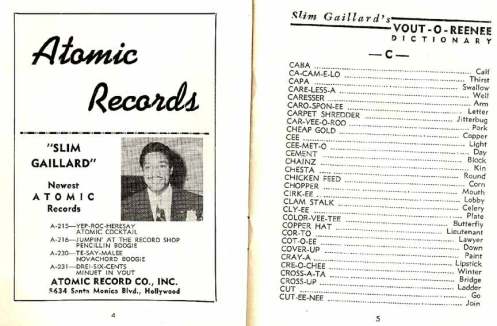 Atomic
Records
"SLIM
GAILLARD"
Newest
ATOMIC
Records
A-215—YEP-ROC-HERESAY
ATOMIC COCKTAIL
A-216—JUMPIN' AT THE RECORD SHOP
PENCILLIN BOOGIE
A-230—TE-SAY-MALEE
NOVACHORD BOOGIE
A-231—DREI-SIX-CENTS
MINUET IN VOUT
ATOMIC RECORD CO., INC.
5634 Santa Monica Blvd., Hollywood
4
Slim Gaillard's
VOUT-O-REENEE
DICTIONARY
— C —
CABA ........ Calf
CA-CAM-E-LO ........ Thirst
CAPA ........ Swallow
CARE-LESS-A ........ Well
CARESSER ........ Arm
CARO-SPON-EE ........ Letter
CARPET SHREDDER ........ Jitterbug
CAR-VEE-O-ROO ........ Pork
CHEAP GOLD ........ Copper
CEE ........ Light
CEE-MET-O ........ Day
CEMENT ........ Block
CHAINZ ........ Kin
CHESTA ........ Round
CHICKEN FEED ........ Corn
CHOPPER ........ Mouth
CIRK-EE ........ Lobby
CLAM STALK ........ Celery
CLY-EE ........ Plate
COLOR-VEE-TEE ........ Butterfly
COPPER HAT ........ Lieutenant
COR-TO ........ Lawyer
COT-O-EE ........ Down
COVER-UP ........ Paint
CRAY-A ........ Lipstick
CRE-O-CHEE ........ Winter
CROSS-A-TA ........ Bridge
CROSS-UP ........ Ladder
CUT ........ Go
CUT-EE-NEE ........ Join
5